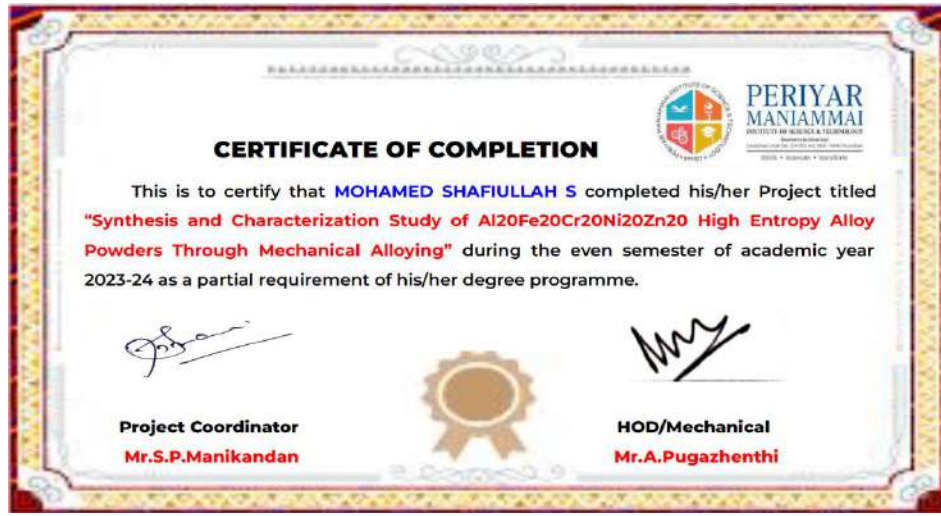 PERIYAR
MANIAMMAI
INSTITUTE OF SCIENCE & TECHNOLOGY
CERTIFICATE OF COMPLETION
This is to certify that MOHAMED SHAFIULLAH S completed his/her Project titled
“Synthesis and Characterization Study of Al20Fe20Cr20Ni20Zn20 High Entropy Alloy
Powders Through Mechanical Alloying” during the even semester of academic year
2023-24 as a partial requirement of his/her degree programme.
Project Coordinator
HOD/Mechanical
Mr.S.P.Manikandan
Mr.A.Pugazhenthi